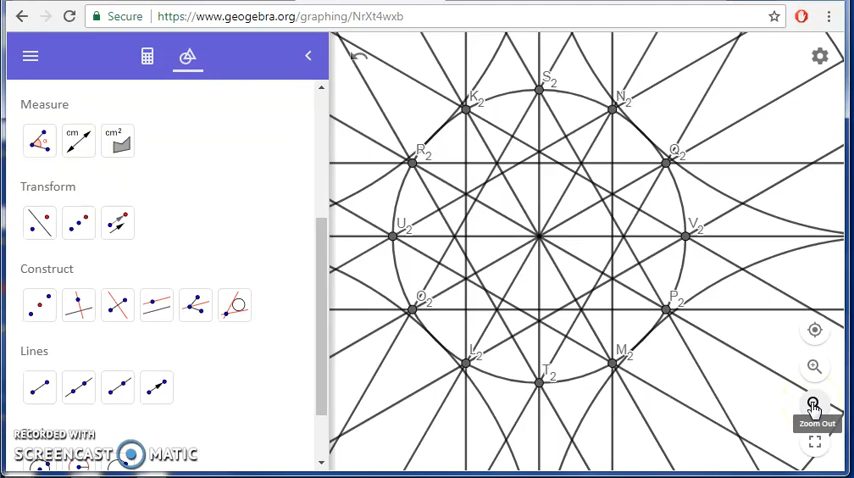 Secure
https://www.geogebra.org/graphing/NrXt4wxb
Measure
α
cm
cm²
Transform
Construct
Lines
RECORDED WITH
SCREENCAST MATIC
S₂
K₂
N₂
R₂
Q₂
U₂
V₂
O₂
P₂
L₂
M₂
T₂
Zoom Out